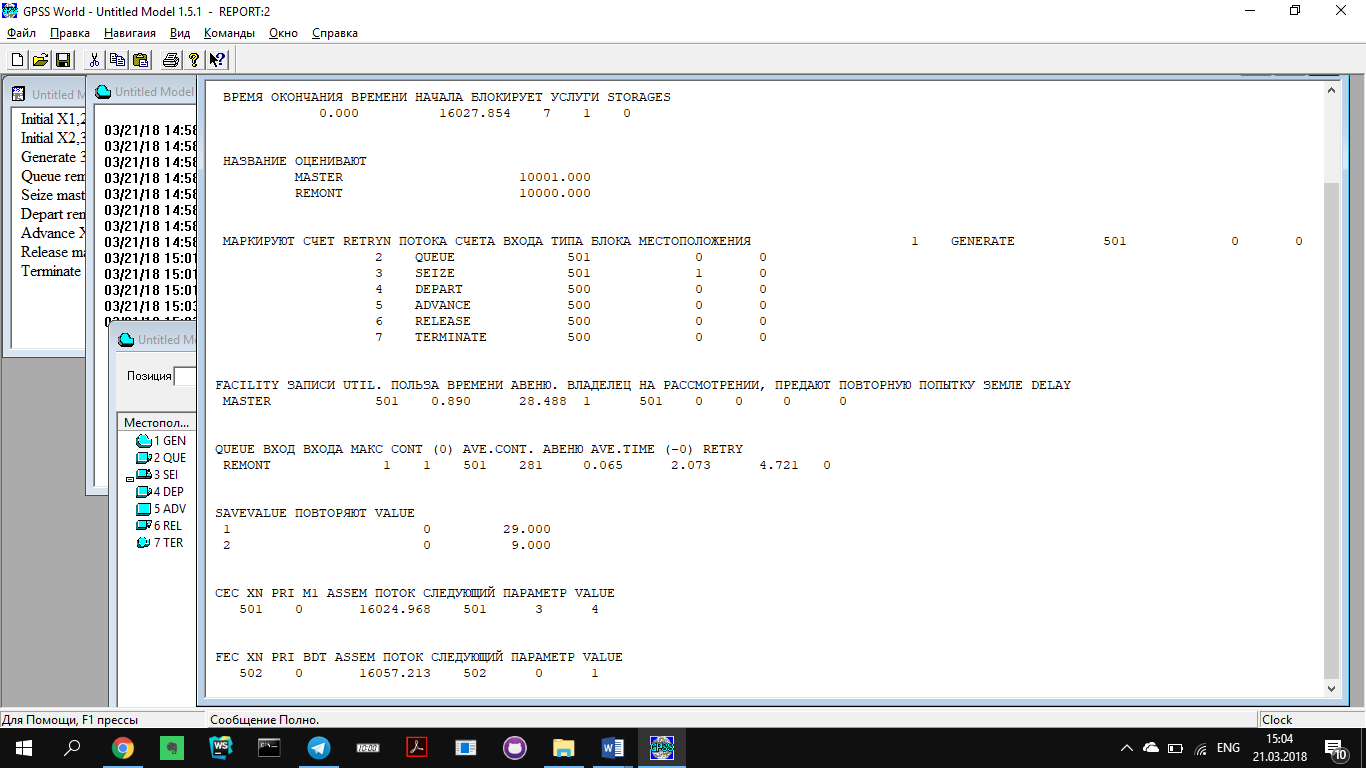 GPSS World - Untitled Model 1.5.1 - REPORT:2
Файл Правка Навигаия Вид Команды Окно Справка
Untitled M
Initial X1,2
Initial X2,3
Generate 3
Queue rem
Seize mast
Depart rem
Advance X
Release ma
Terminate
Untitled Model
03/21/18 14:58
03/21/18 14:58
03/21/18 14:58
03/21/18 14:58
03/21/18 14:58
03/21/18 14:58
03/21/18 14:58
03/21/18 14:58
03/21/18 15:01
03/21/18 15:01
03/21/18 15:01
03/21/18 15:03
Untitled Mo
Позиция
Местопол...
1 GEN
2 QUE
3 SEI
4 DEP
5 ADV
6 REL
7 TER
ВРЕМЯ ОКОНЧАНИЯ ВРЕМЕНИ НАЧАЛА БЛОКИРУЕТ УСЛУГИ STORAGES
0.000 16027.854 7 1 0
НАЗВАНИЕ ОЦЕНИВАЮТ
MASTER 10001.000
REMONT 10000.000
МАРКИРУЮТ СЧЕТ RETRYN ПОТОКА СЧЕТА ВХОДА ТИПА БЛОКА МЕСТОПОЛОЖЕНИЯ 1 GENERATE 501 0 0
2 QUEUE 501 0 0
3 SEIZE 501 1 0
4 DEPART 500 0 0
5 ADVANCE 500 0 0
6 RELEASE 500 0 0
7 TERMINATE 500 0 0
FACILITY ЗАПИСИ UTIL. ПОЛЬЗА ВРЕМЕНИ АВЕНЮ. ВЛАДЕЛЕЦ НА РАССМОТРЕНИИ, ПРЕДАЮТ ПОВТОРНУЮ ПОПЫТКУ ЗЕМЛЕ DELAY
MASTER 501 0.890 28.488 1 501 0 0 0 0
QUEUE ВХОД ВХОДА МАКС CONT (0) AVE.CONT. АВЕНЮ AVE.TIME (-0) RETRY
REMONT 1 1 501 281 0.065 2.073 4.721 0
SAVEVALUE ПОВТОРЯЮТ VALUE
1 0 29.000
2 0 9.000
CEC XN PRI M1 ASSEM ПОТОК СЛЕДУЮЩИЙ ПАРАМЕТР VALUE
501 0 16024.968 501 3 4
FEC XN PRI BDT ASSEM ПОТОК СЛЕДУЮЩИЙ ПАРАМЕТР VALUE
502 0 16057.213 502 0 1
Для Помощи, F1 прессы Сообщение Полно. Clock
ENG 15:04
21.03.2018
10